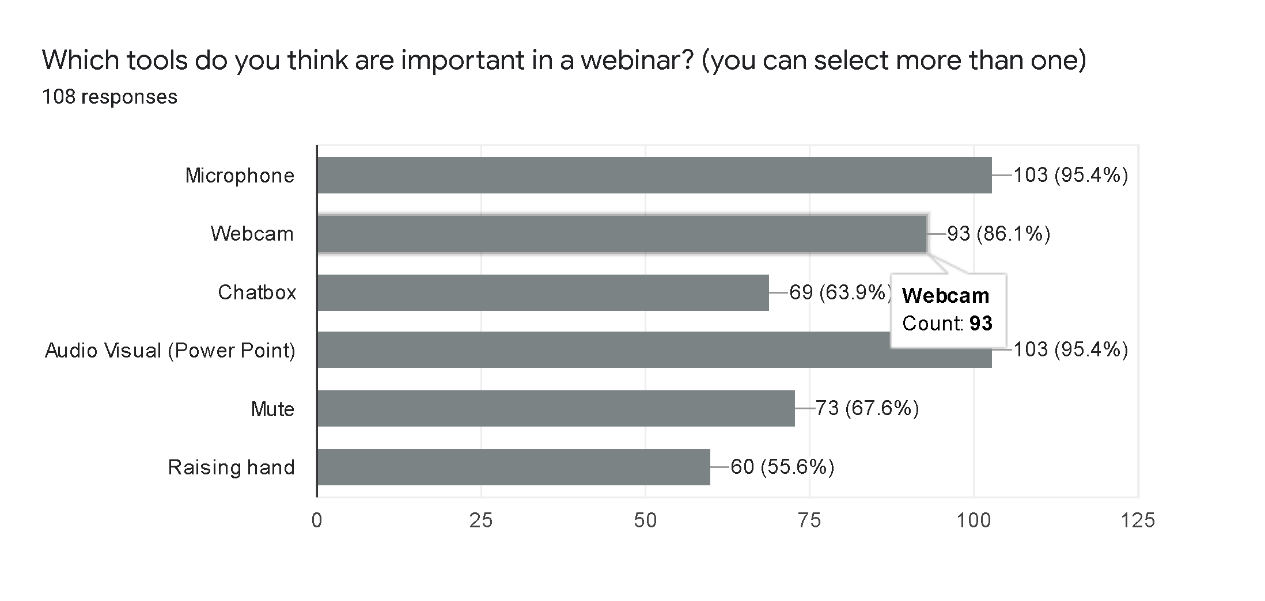 Which tools do you think are important in a webinar? (you can select more than one)
108 responses
Microphone 103 (95.4%)
Webcam 93 (86.1%)
Chatbox 69 (63.9%)
Webcam
Count: 93
Audio Visual (Power Point) 103 (95.4%)
Mute 73 (67.6%)
Raising hand 60 (55.6%)
0 25 50 75 100 125